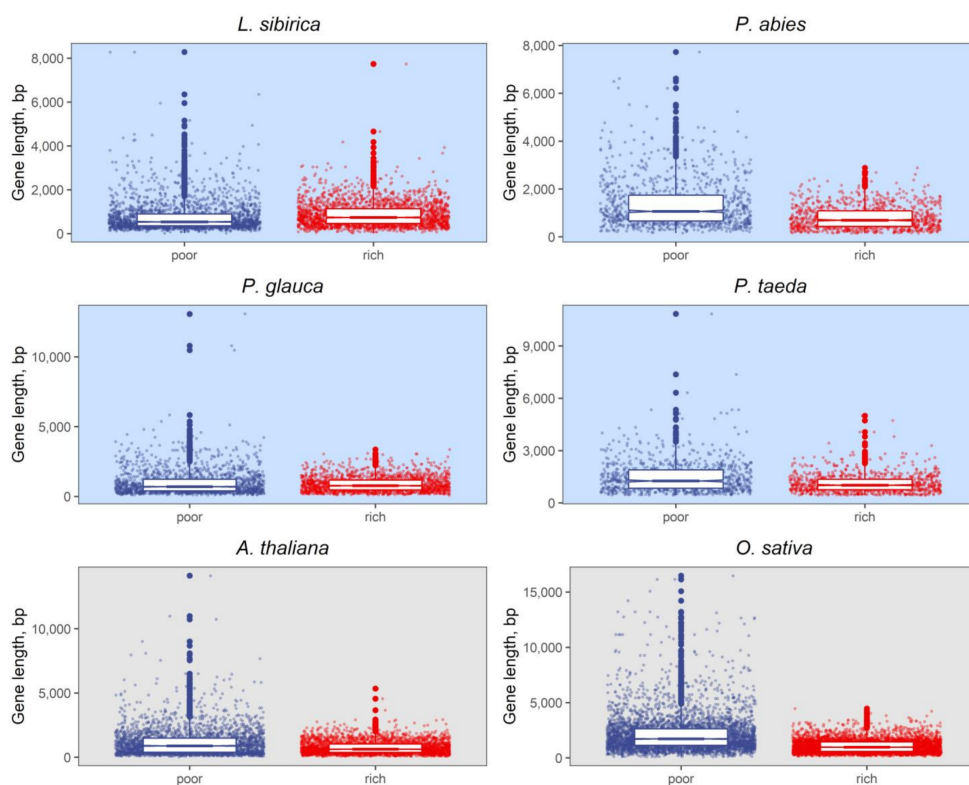 L. sibirica
Gene length, bp
8,000
6,000
4,000
2,000
0
poor
rich
P. abies
Gene length, bp
8,000
6,000
4,000
2,000
0
poor
rich
P. glauca
Gene length, bp
10,000
5,000
0
poor
rich
P. taeda
Gene length, bp
9,000
6,000
3,000
0
poor
rich
A. thaliana
Gene length, bp
10,000
5,000
0
poor
rich
O. sativa
Gene length, bp
15,000
10,000
5,000
0
poor
rich